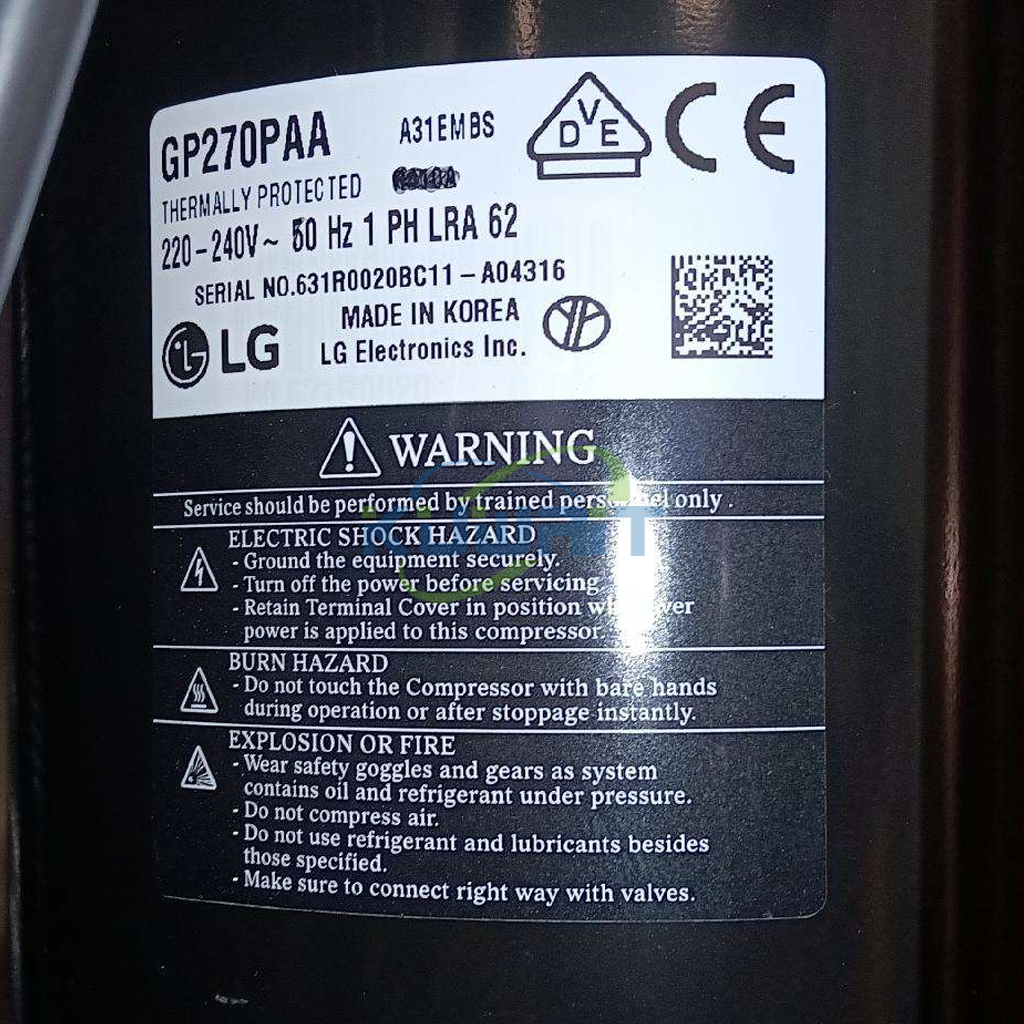 GP270PAA A31EMBS
THERMALLY PROTECTED
220-240V~ 50 Hz 1 PH LRA 62
SERIAL NO.631R0020BC11-A04316
MADE IN KOREA
LG LG Electronics Inc.
DVE CE
WARNING
Service should be performed by trained only.
ELECTRIC SHOCK HAZARD
- Ground the equipment securely.
- Turn off the power before servicing.
- Retain Terminal Cover in position
power is applied to this compressor.
BURN HAZARD
- Do not touch the Compressor with bare hands
during operation or after stoppage instantly.
EXPLOSION OR FIRE
- Wear safety goggles and gears as system
contains oil and refrigerant under pressure.
- Do not compress air.
- Do not use refrigerant and lubricants besides
those specified.
- Make sure to connect right way with valves.